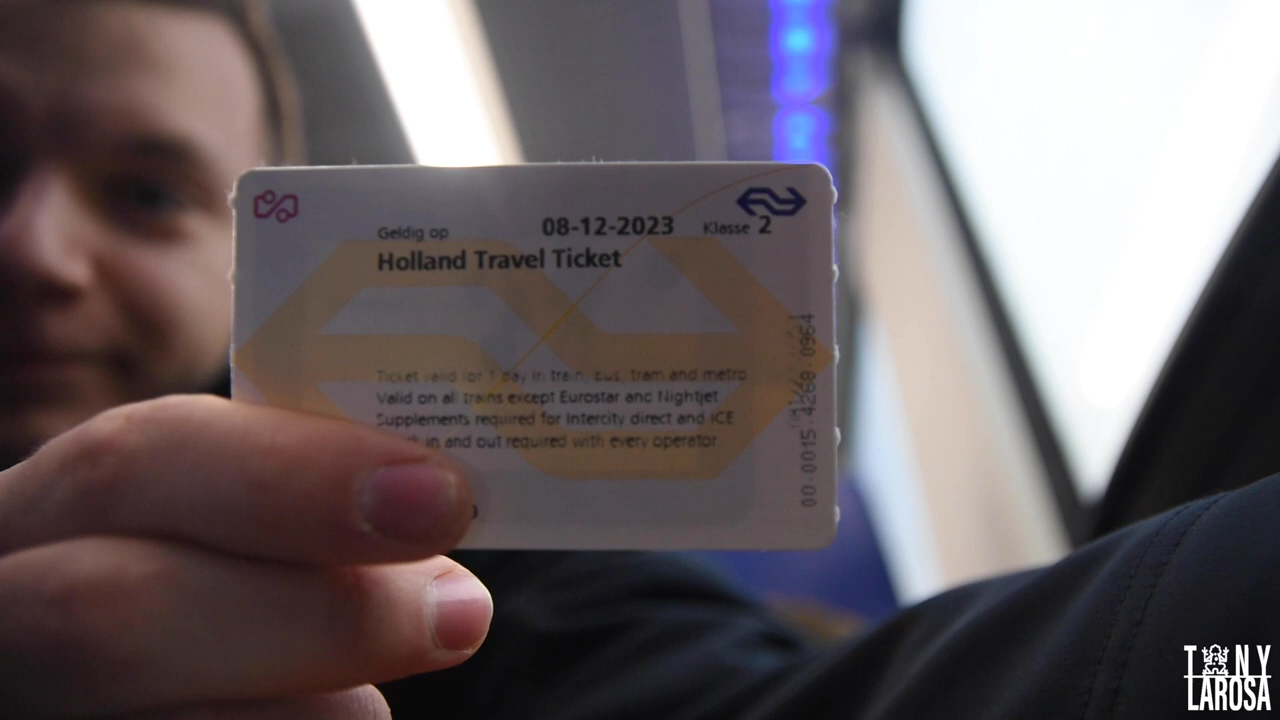 Geldig op 08-12-2023 Klasse 2
Holland Travel Ticket
Ticket valid for 1 day in train, bus, tram and metro
Valid on all trains except Eurostar and Nightjet
Supplements required for Intercity direct and ICE
in and out required with every operator
00-0015 4268 0964
TONY
LAROSA